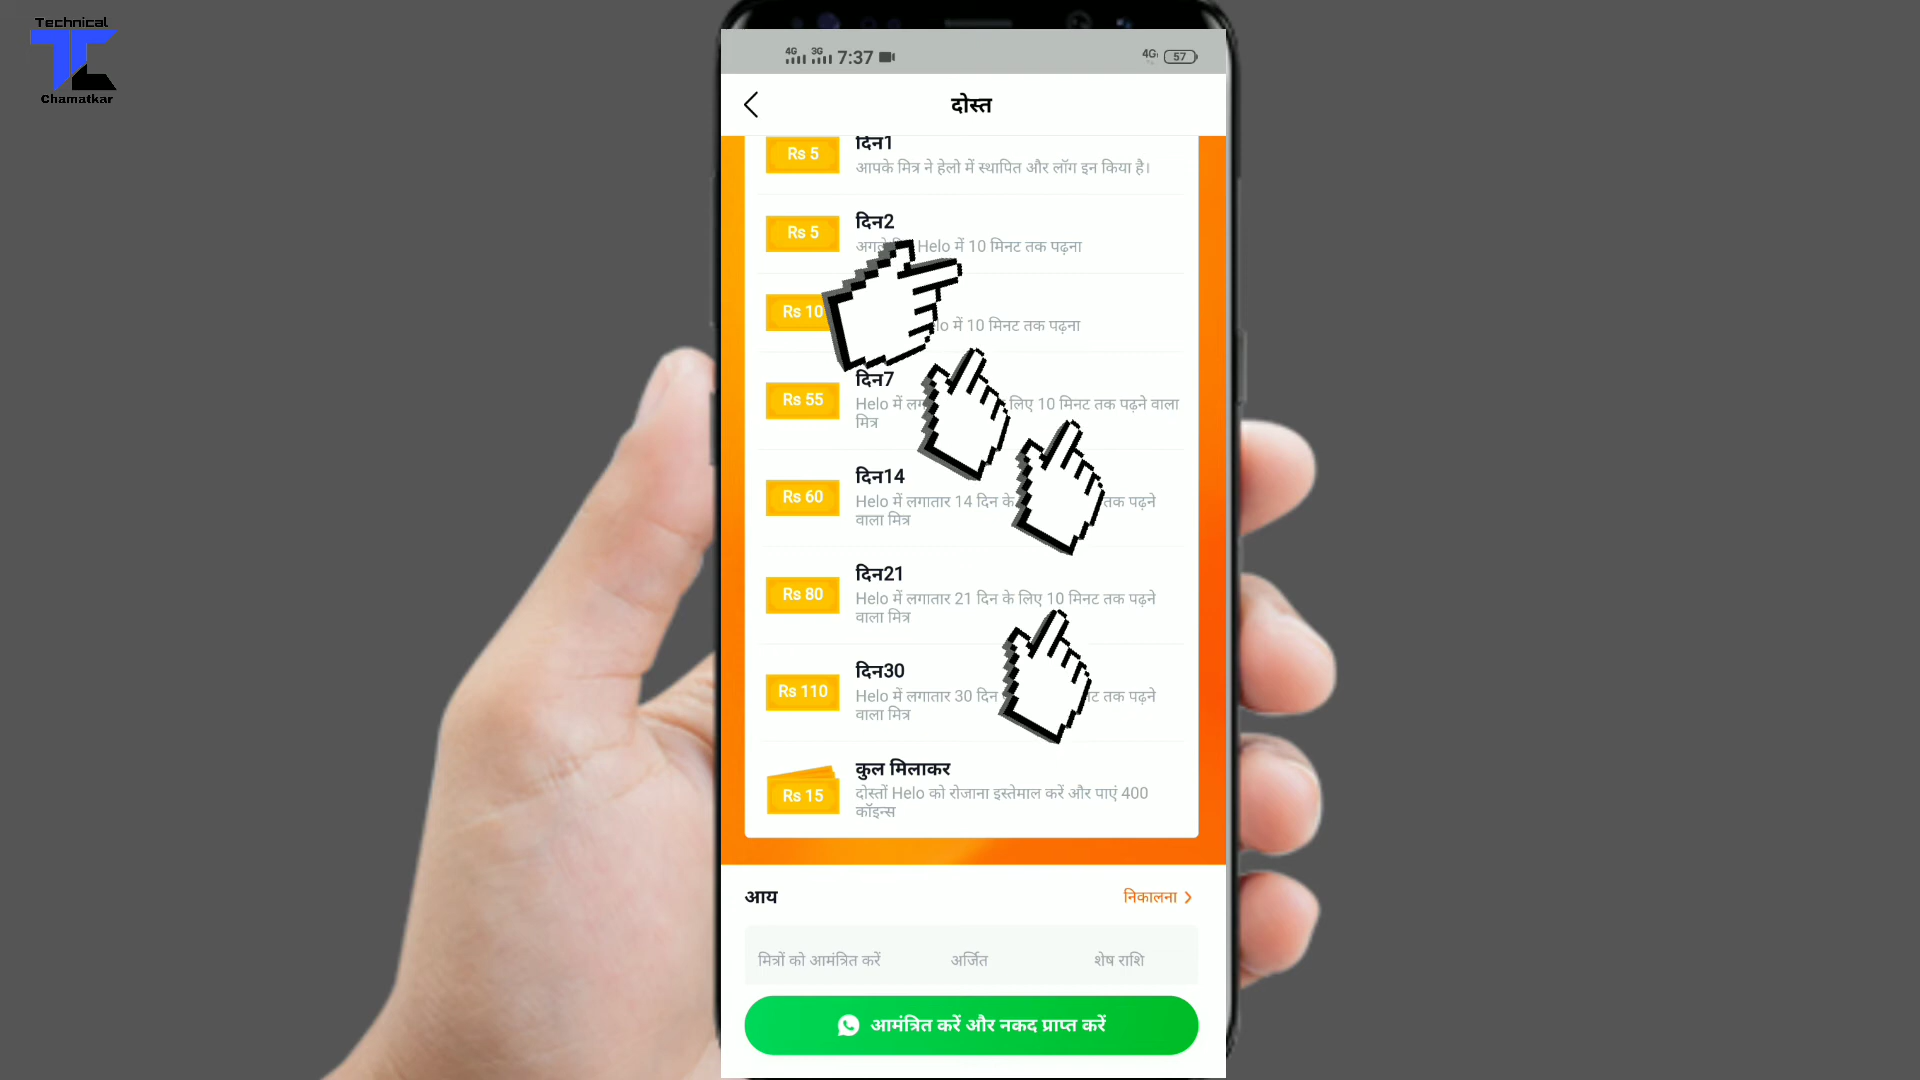 Technical
Chamatkar
4G 3G 7:37
4G 57
दोस्त
Rs 5
दिन1
आपके मित्र ने हेलो में स्थापित और लॉग इन किया है।
Rs 5
दिन2
Helo में 10 मिनट तक पढ़ना
Rs 10
में 10 मिनट तक पढ़ना
Rs 55
दिन7
Helo में लिए 10 मिनट तक पढ़ने वाला
मित्र
Rs 60
दिन14
Helo में लगातार 14 दिन तक पढ़ने
वाला मित्र
Rs 80
दिन21
Helo में लगातार 21 दिन के लिए 10 मिनट तक पढ़ने
वाला मित्र
Rs 110
दिन30
Helo में लगातार 30 दिन तक पढ़ने
वाला मित्र
Rs 15
कुल मिलाकर
दोस्तों Helo को रोजाना इस्तेमाल करें और पाएं 400
कॉइन्स
आय
निकालना
मित्रों को आमंत्रित करें अर्जित शेष राशि
आमंत्रित करें और नकद प्राप्त करें